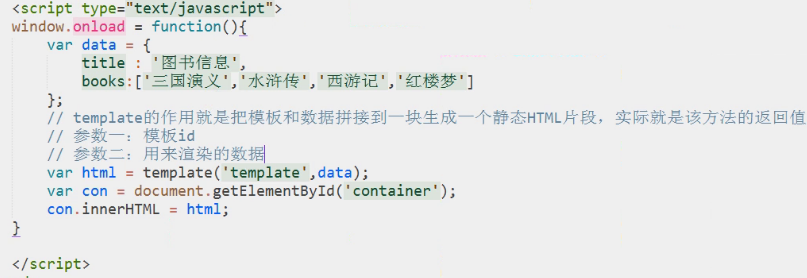 <script type="text/javascript">
window.onload = function(){
    var data = {
        title : '图书信息',
        books:['三国演义','水浒传','西游记','红楼梦']
    };
    // template的作用就是把模板和数据拼接到一块生成一个静态HTML片段，实际就是该方法的返回值
    // 参数一：模板id
    // 参数二：用来渲染的数据
    var html = template('template',data);
    var con = document.getElementById('container');
    con.innerHTML = html;
}
</script>